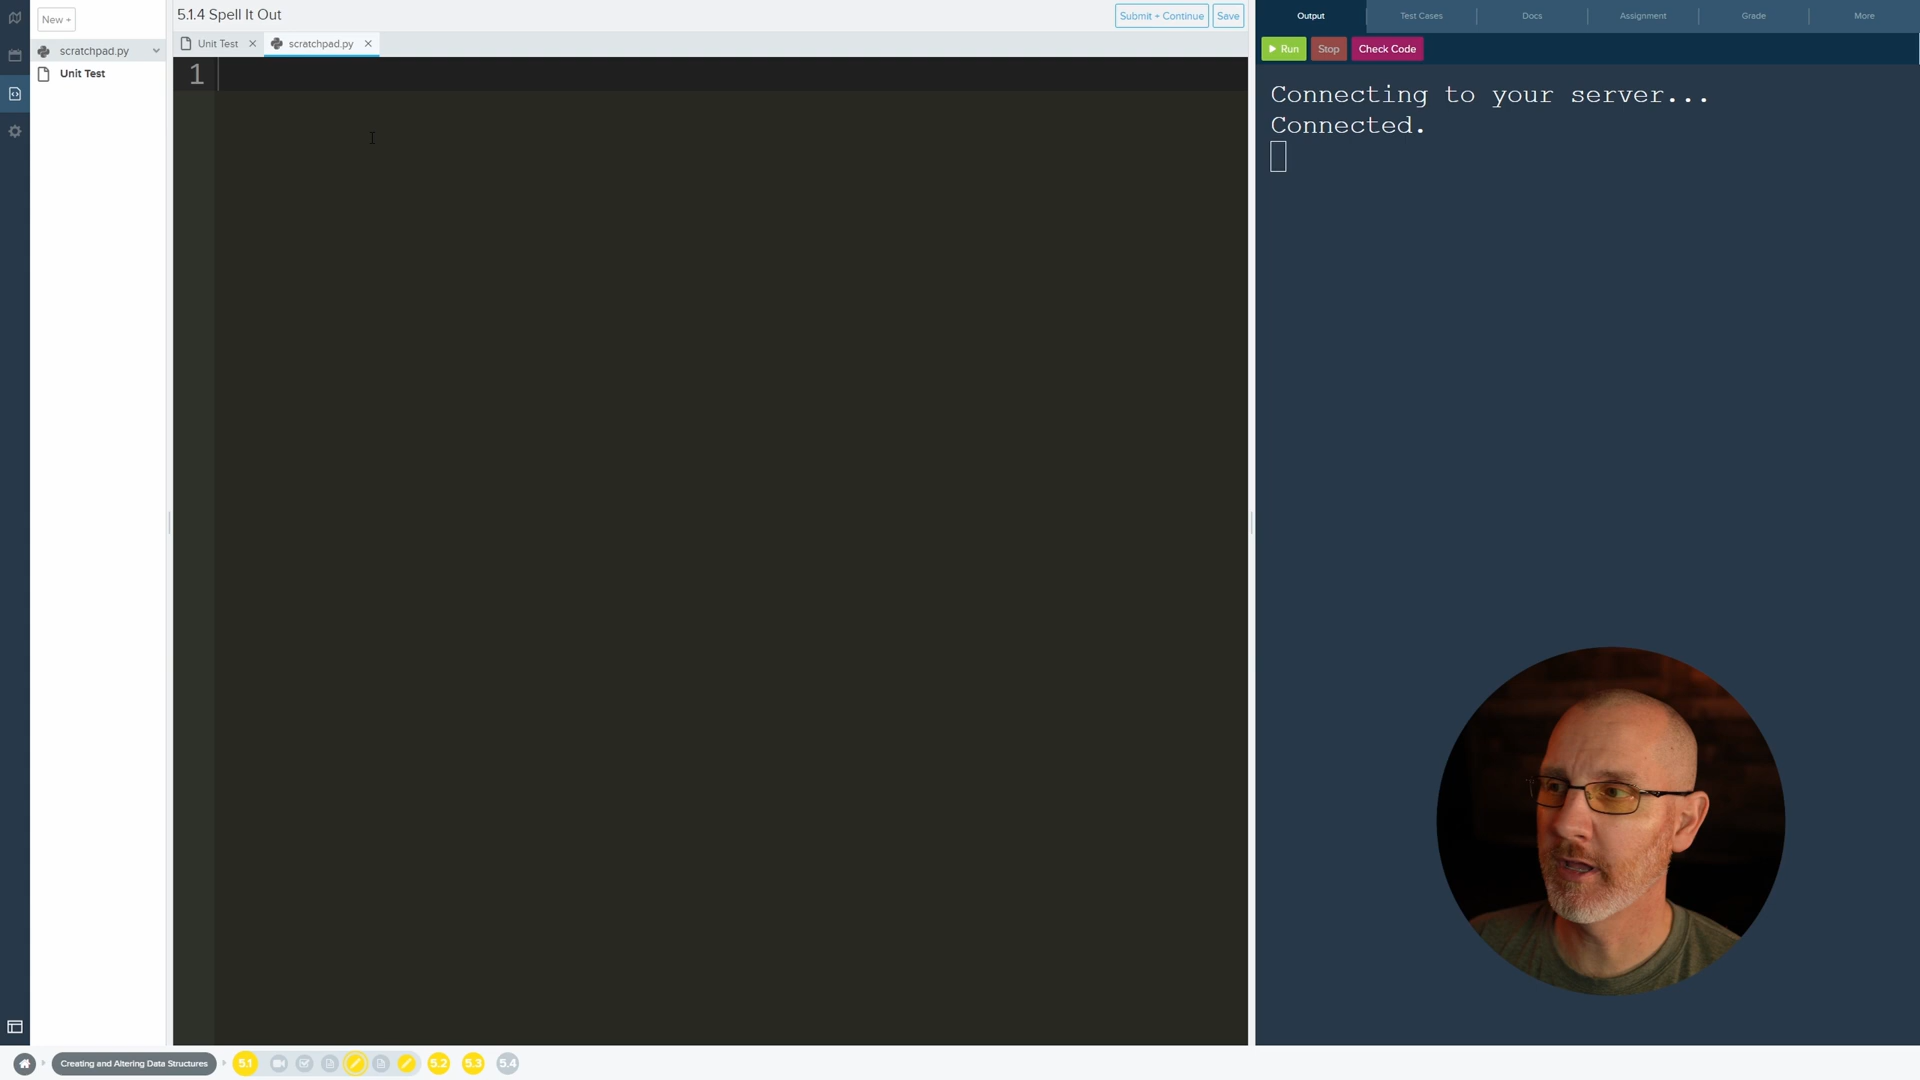 New +
5.1.4 Spell It Out
Submit + Continue
Save
Output
Test Cases
Docs
Assignment
Grade
More
scratchpad.py
Unit Test
Unit Test
scratchpad.py
Run
Stop
Check Code
1
Connecting to your server...
Connected.
Creating and Altering Data Structures
5.1
5.2
5.3
5.4